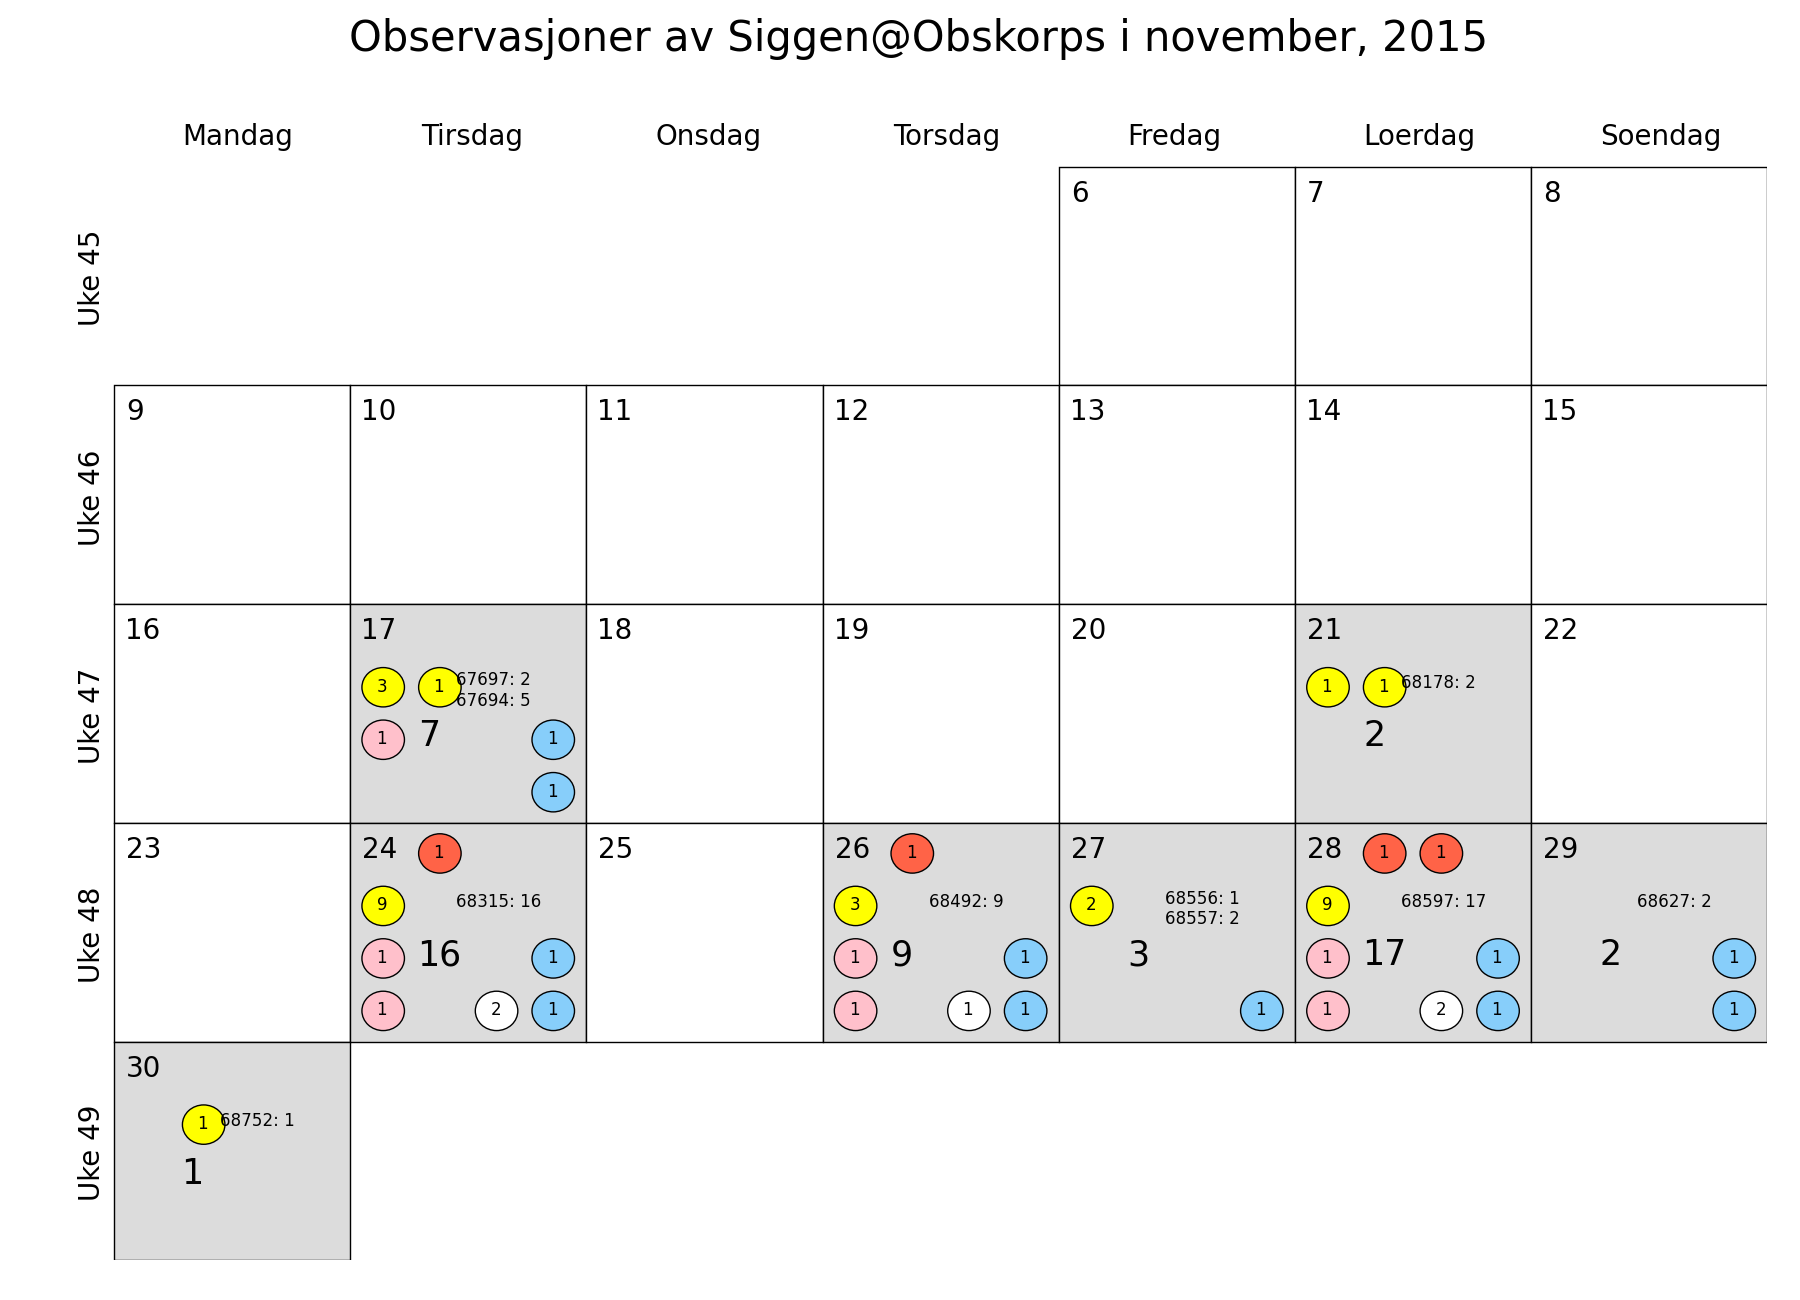 Observasjoner av Siggen@Obskorps i november, 2015
Mandag Tirsdag Onsdag Torsdag Fredag Loerdag Soendag
Uke 45
6 7 8
Uke 46
9 10 11 12 13 14 15
Uke 47
16 17 18 19 20 21 22
3 1 67697: 2 1 1 68178: 2
67694: 5
1 7 1 2
1
Uke 48
23 24 1 25 26 1 27 28 1 1 29
9 68315: 16 3 68492: 9 2 68556: 1 9 68597: 17 68627: 2
68557: 2
1 16 1 1 9 1 3 1 17 1 2 1
1 2 1 1 1 1 1 1 2 1 1
Uke 49
30
1 68752: 1
1